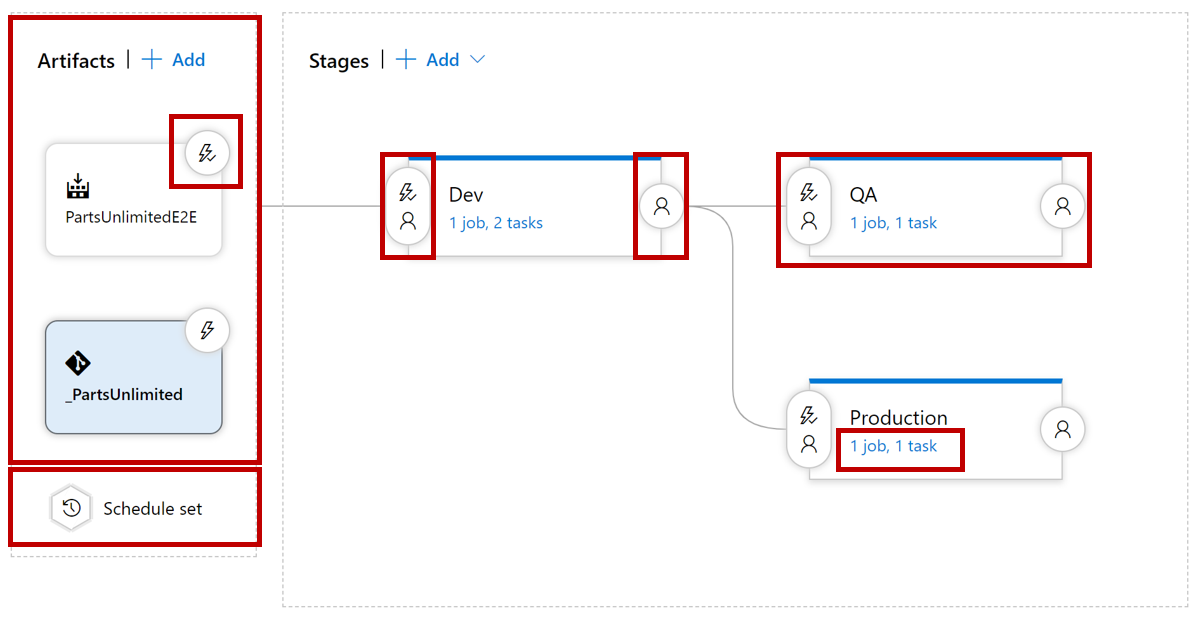 Artifacts | + Add
PartsUnlimitedE2E
_PartsUnlimited
Schedule set
Stages | + Add
Dev
1 job, 2 tasks
QA
1 job, 1 task
Production
1 job, 1 task